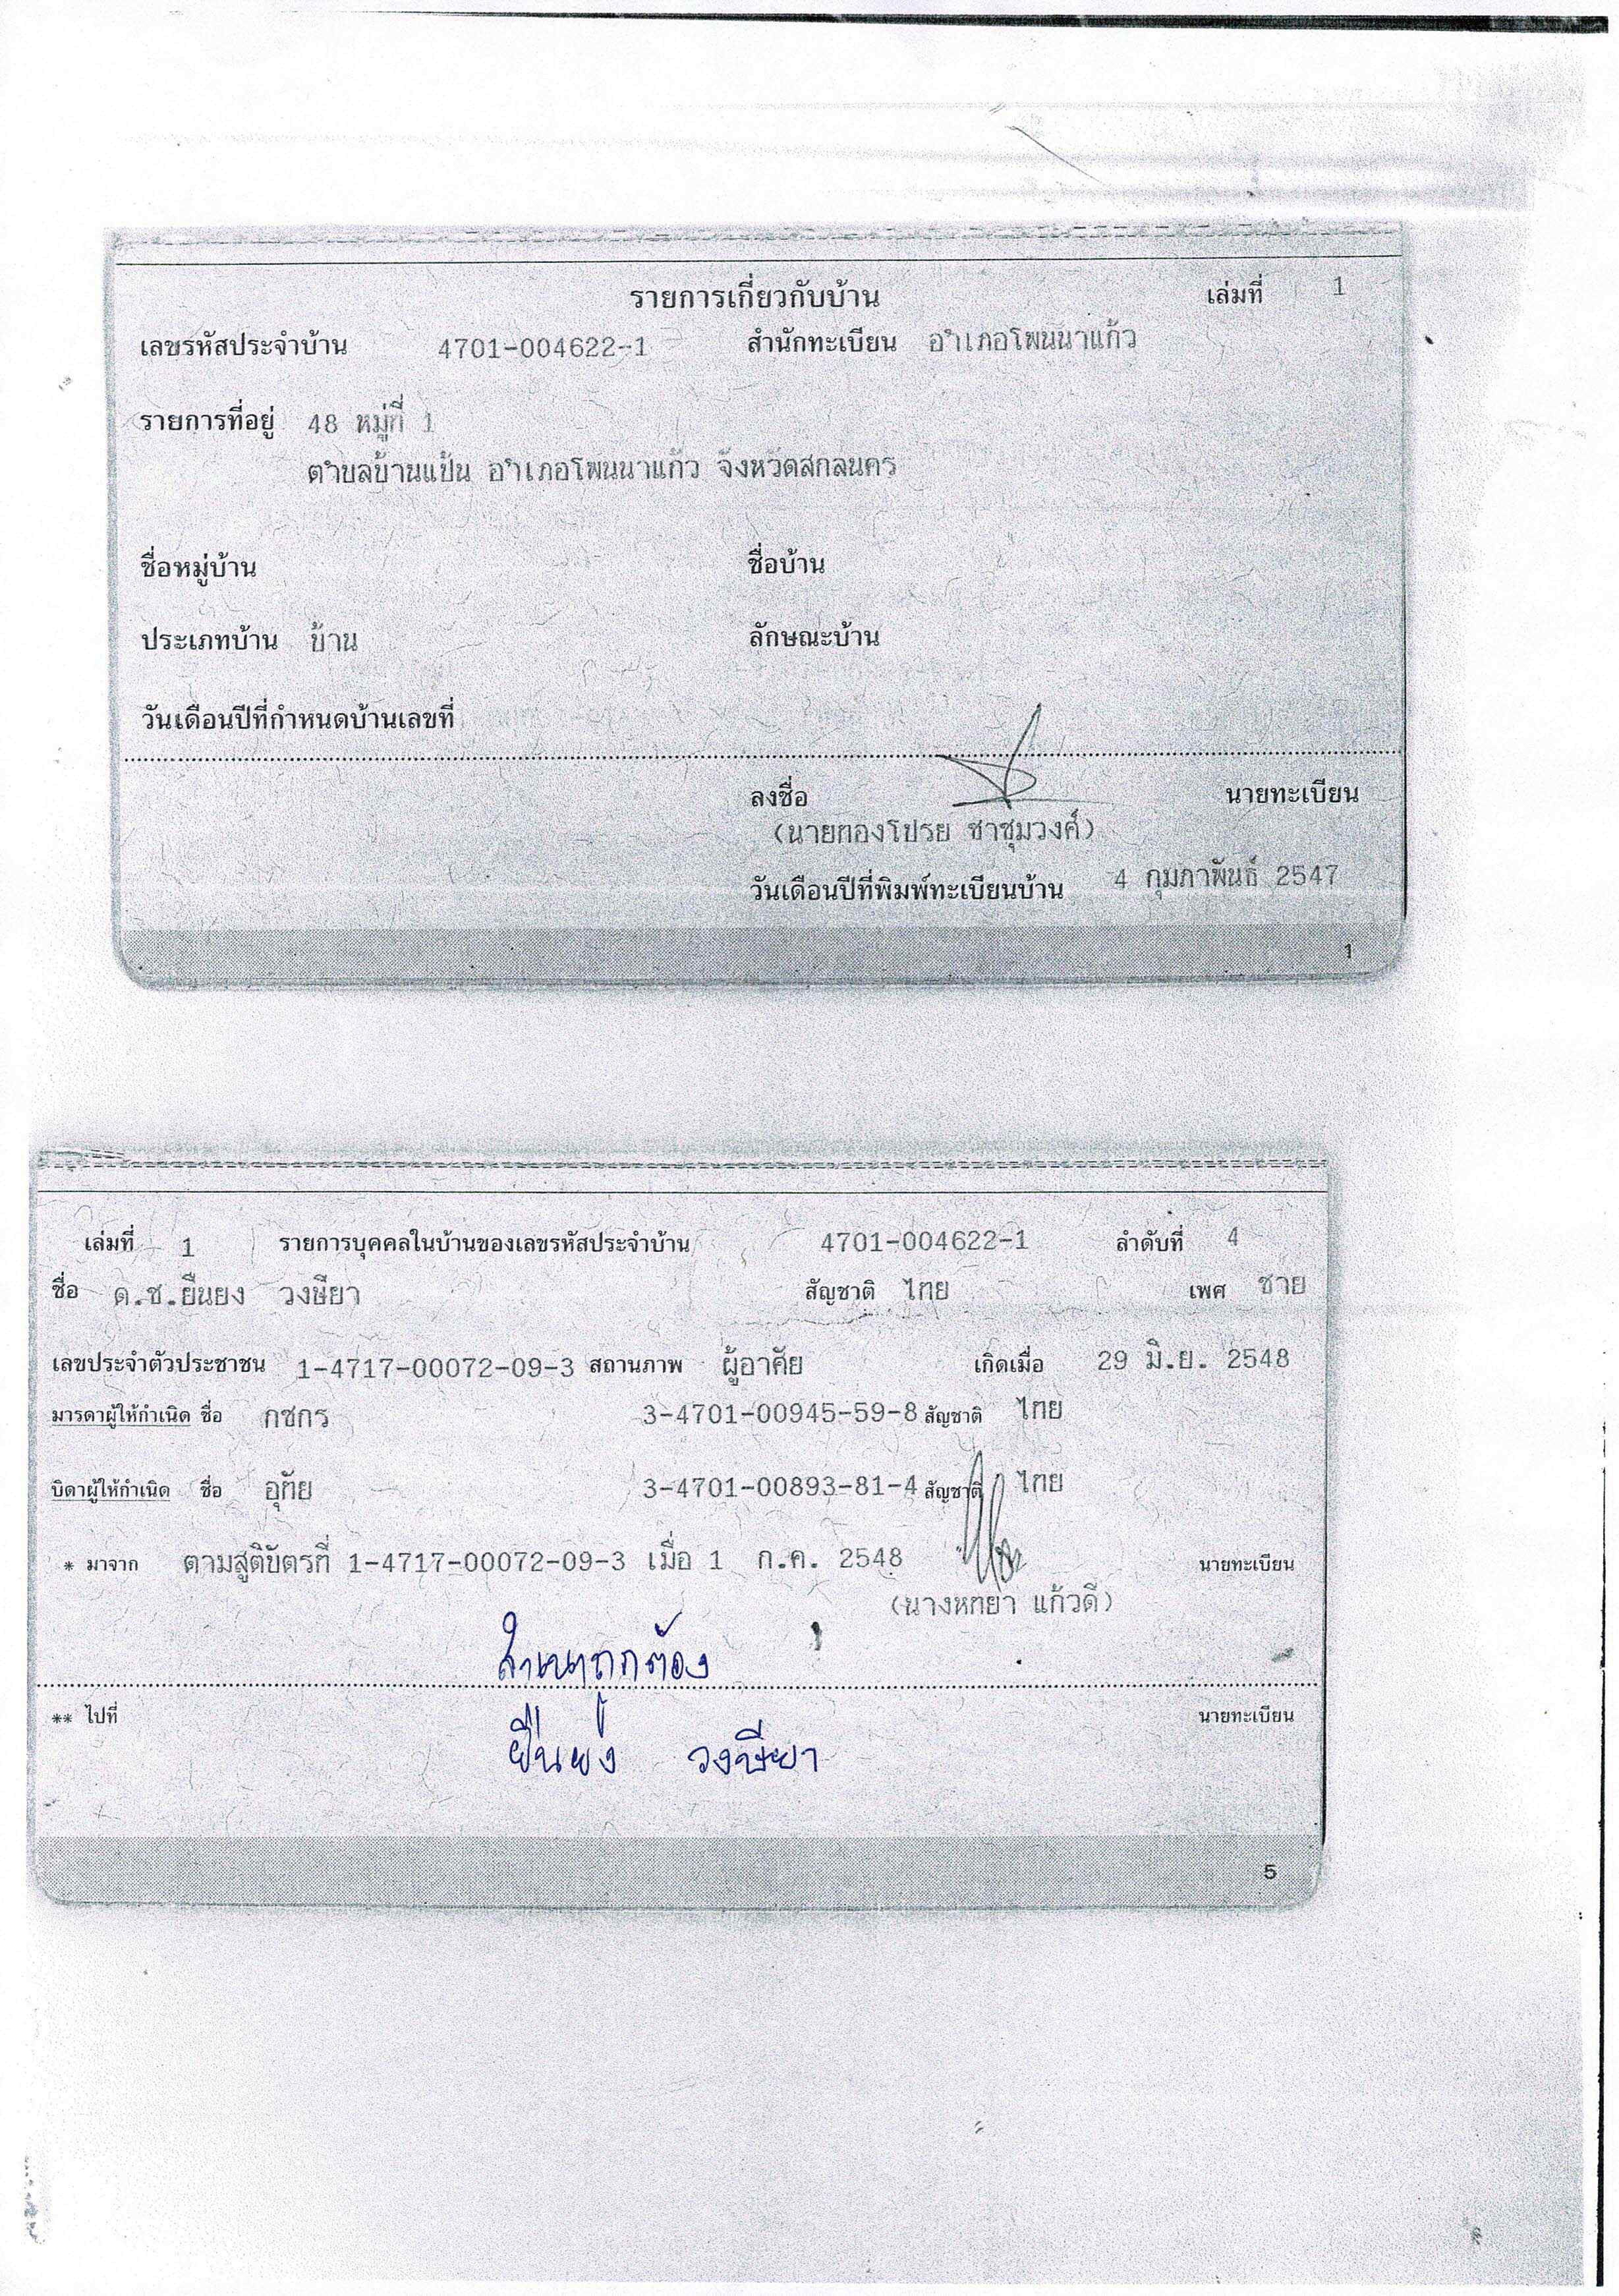 รายการเกี่ยวกับบ้าน เล่มที่ 1
เลขรหัสประจำบ้าน 4701-004622-1 สำนักทะเบียน อำเภอโพนนาแก้ว
รายการที่อยู่ 48 หมู่ที่ 1
ตำบลบ้านแป้น อำเภอโพนนาแก้ว จังหวัดสกลนคร
ชื่อหมู่บ้าน ชื่อบ้าน
ประเภทบ้าน บ้าน ลักษณะบ้าน
วันเดือนปีที่กำหนดบ้านเลขที่
ลงชื่อ นายทะเบียน
(นายทองโปรย ชาชุมวงศ์)
วันเดือนปีที่พิมพ์ทะเบียนบ้าน 4 กุมภาพันธ์ 2547
1
เล่มที่ 1 รายการบุคคลในบ้านของเลขรหัสประจำบ้าน 4701-004622-1 ลำดับที่ 4
ชื่อ ด.ช.ยืนยง วงษียา สัญชาติ ไทย เพศ ชาย
เลขประจำตัวประชาชน 1-4717-00072-09-3 สถานภาพ ผู้อาศัย เกิดเมื่อ 29 มิ.ย. 2548
มารดาผู้ให้กำเนิด ชื่อ กชกร 3-4701-00945-59-8 สัญชาติ ไทย
บิดาผู้ให้กำเนิด ชื่อ อุทัย 3-4701-00893-81-4 สัญชาติ ไทย
* มาจาก ตามสูติบัตรที่ 1-4717-00072-09-3 เมื่อ 1 ก.ค. 2548 นายทะเบียน
(นางหทยา แก้วดี)
สำเนาถูกต้อง
** ไปที่ นายทะเบียน
ยืนยง วงษียา
5